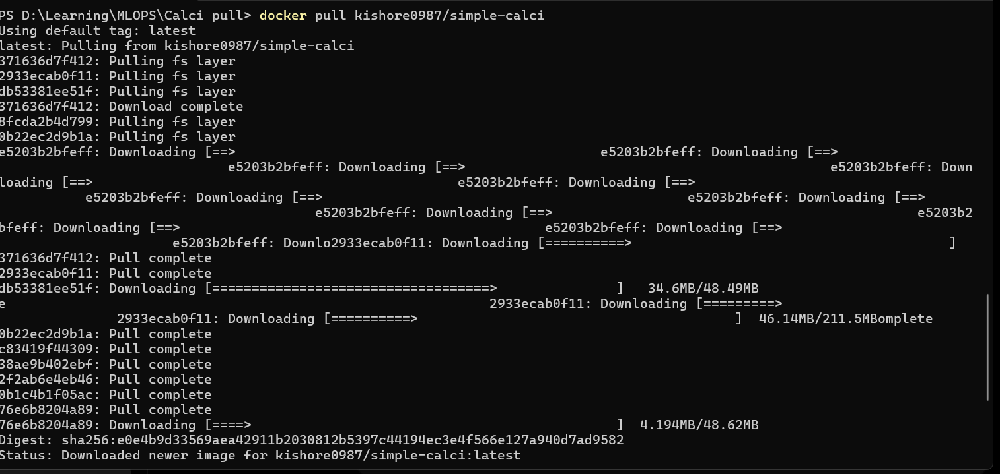 PS D:\Learning\MLOPS\Calci pull> docker pull kishore0987/simple-calci
Using default tag: latest
latest: Pulling from kishore0987/simple-calci
371636d7f412: Pulling fs layer
2933ecab0f11: Pulling fs layer
db53381ee51f: Pulling fs layer
371636d7f412: Download complete
8fcda2b4d799: Pulling fs layer
0b22ec2d9b1a: Pulling fs layer
e5203b2bfeff: Downloading [==> e5203b2bfeff: Downloading [==>
e5203b2bfeff: Downloading [==> e5203b2bfeff: Down
loading [==> e5203b2bfeff: Downloading [==>
e5203b2bfeff: Downloading [==> e5203b2bfeff: Downloading [==>
e5203b2bfeff: Downloading [==> e5203b2
bfeff: Downloading [==> e5203b2bfeff: Downloading [==>
e5203b2bfeff: Downlo2933ecab0f11: Downloading [==========> ]
371636d7f412: Pull complete
2933ecab0f11: Pull complete
db53381ee51f: Downloading [===================================> ] 34.6MB/48.49MB
e 2933ecab0f11: Downloading [=========>
2933ecab0f11: Downloading [==========> ] 46.14MB/211.5MBomplete
0b22ec2d9b1a: Pull complete
c83419f44309: Pull complete
38ae9b402ebf: Pull complete
2f2ab6e4eb46: Pull complete
0b1c4b1f05ac: Pull complete
76e6b8204a89: Pull complete
76e6b8204a89: Downloading [====> ] 4.194MB/48.62MB
Digest: sha256:e0e4b9d33569aea42911b2030812b5397c44194ec3e4f566e127a940d7ad9582
Status: Downloaded newer image for kishore0987/simple-calci:latest